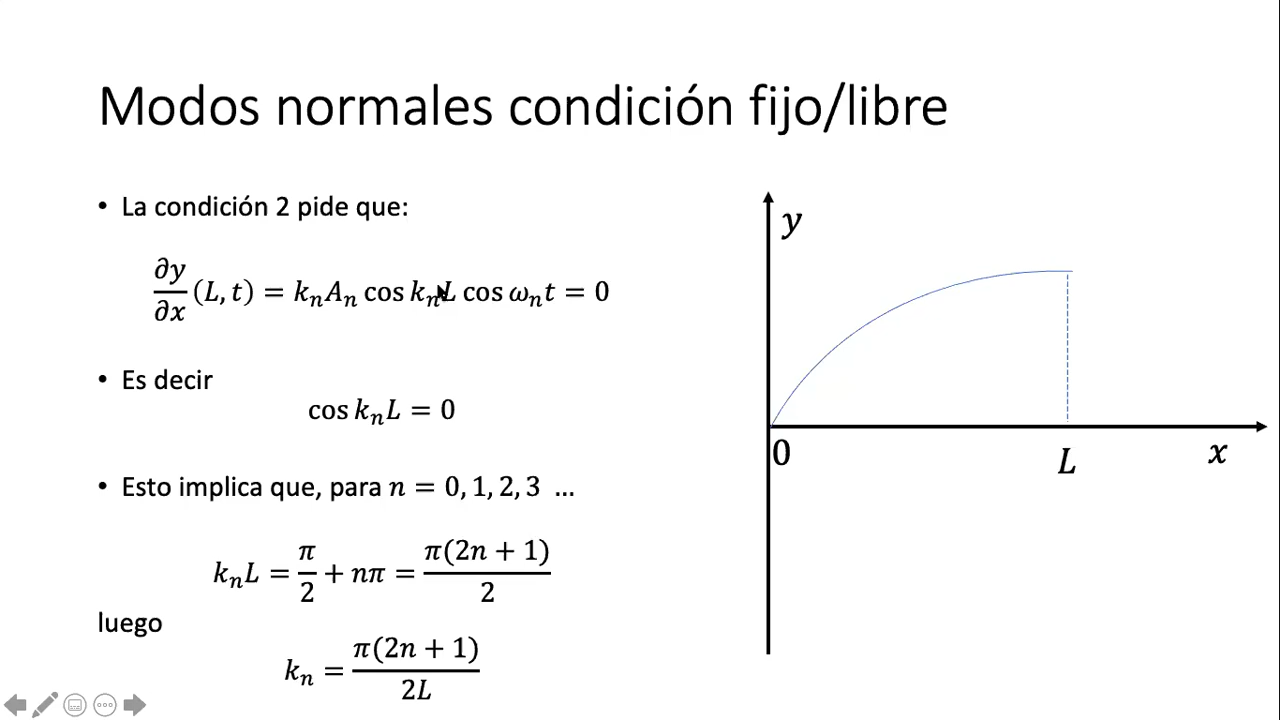 Modos normales condición fijo/libre
• La condición 2 pide que:
∂y/∂x (L, t) = kₙAₙ cos kₙL cos ωₙt = 0
• Es decir
cos kₙL = 0
• Esto implica que, para n = 0, 1, 2, 3 …
kₙL = π/2 + nπ = π(2n + 1)/2
luego
kₙ = π(2n + 1)/2L
y
0
L
x